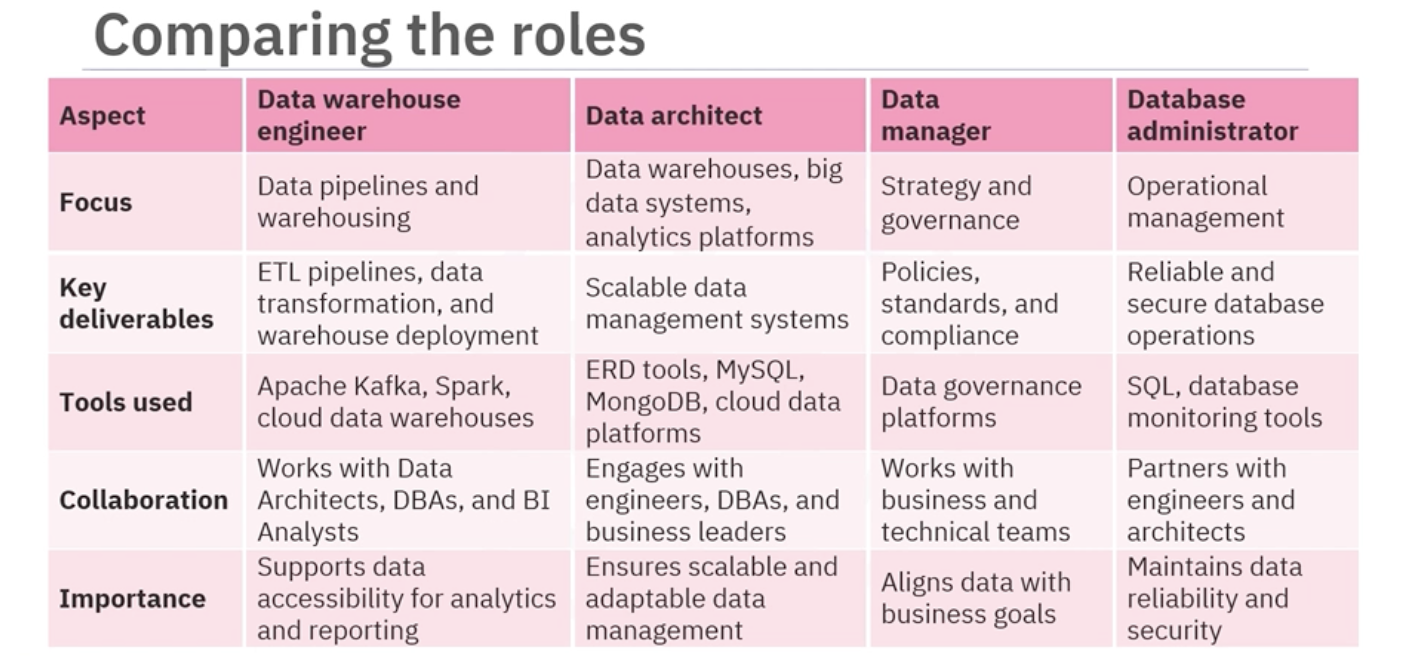 Comparing the roles
Aspect
Data warehouse
engineer
Data architect
Data
manager
Database
administrator
Focus
Data pipelines and
warehousing
Data warehouses, big
data systems,
analytics platforms
Strategy and
governance
Operational
management
Key
deliverables
ETL pipelines, data
transformation, and
warehouse deployment
Scalable data
management systems
Policies,
standards, and
compliance
Reliable and
secure database
operations
Tools used
Apache Kafka, Spark,
cloud data warehouses
ERD tools, MySQL,
MongoDB, cloud data
platforms
Data governance
platforms
SQL, database
monitoring tools
Collaboration
Works with Data
Architects, DBAs, and BI
Analysts
Engages with
engineers, DBAs, and
business leaders
Works with
business and
technical teams
Partners with
engineers and
architects
Importance
Supports data
accessibility for analytics
and reporting
Ensures scalable and
adaptable data
management
Aligns data with
business goals
Maintains data
reliability and
security